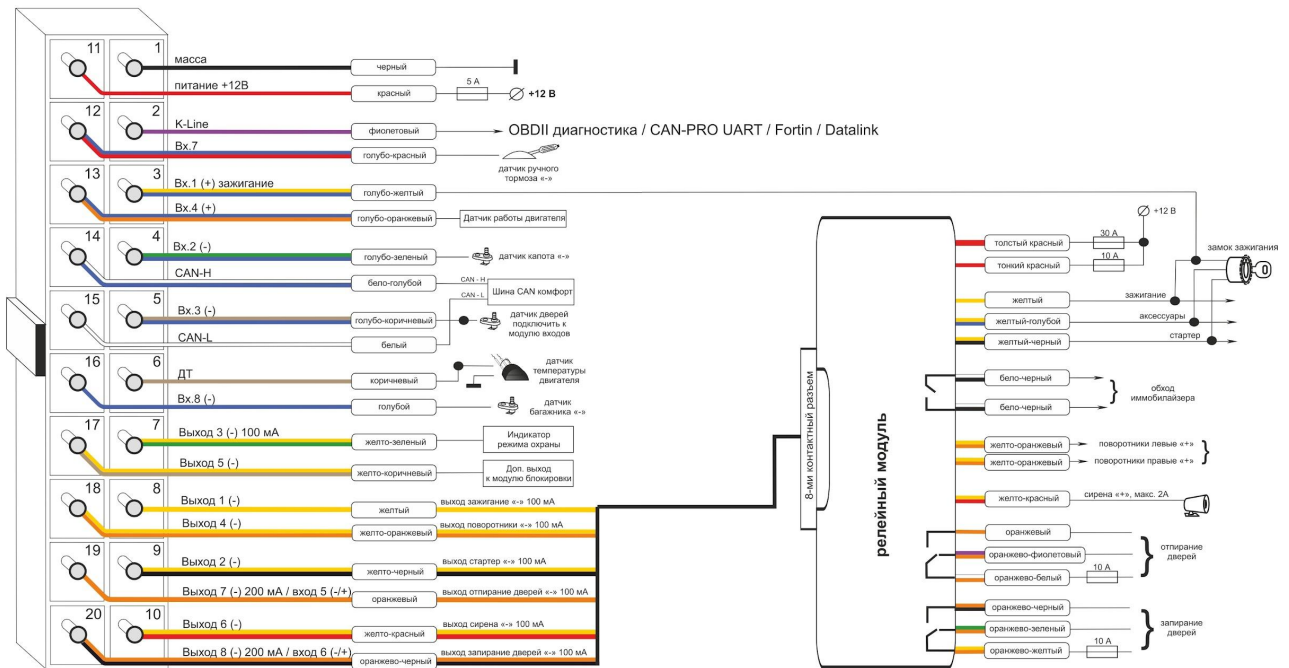 11
1
масса
черный
питание +12В
красный
5 А
+12 В
12
2
K-Line
фиолетовый
OBDII диагностика / CAN-PRO UART / Fortin / Datalink
Вх.7
голубо-красный
датчик ручного
тормоза «-»
13
3
Вх.1 (+) зажигание
голубо-желтый
Вх.4 (+)
голубо-оранжевый
Датчик работы двигателя
14
4
Вх.2 (-)
голубо-зеленый
датчик капота «-»
CAN-H
бело-голубой
CAN - H
CAN - L
Шина CAN комфорт
15
5
Вх.3 (-)
голубо-коричневый
датчик дверей
подключить к
модулю входов
CAN-L
белый
16
6
ДТ
коричневый
датчик
температуры
двигателя
Вх.8 (-)
голубой
датчик
багажника «-»
17
7
Выход 3 (-) 100 мА
желто-зеленый
Индикатор
режима охраны
Выход 5 (-)
желто-коричневый
Доп. выход
к модулю блокировки
18
8
Выход 1 (-)
желтый
выход зажигание «-» 100 мА
Выход 4 (-)
желто-оранжевый
выход поворотники «-» 100 мА
19
9
Выход 2 (-)
желто-черный
выход стартер «-» 100 мА
Выход 7 (-) 200 мА / вход 5 (-/+)
оранжевый
выход отпирание дверей «-» 100 мА
20
10
Выход 6 (-)
желто-красный
выход сирена «-» 100 мА
Выход 8 (-) 200 мА / вход 6 (-/+)
оранжево-черный
выход запирание дверей «-» 100 мА
8-ми контактный разъем
релейный модуль
+12 В
толстый красный
30 А
тонкий красный
10 А
замок зажигания
желтый
зажигание
желтый-голубой
аксессуары
желтый-черный
стартер
бело-черный
бело-черный
обход
иммобилайзера
желто-оранжевый
поворотники левые «+»
желто-оранжевый
поворотники правые «+»
желто-красный
сирена «+», макс. 2А
оранжевый
оранжево-фиолетовый
оранжево-белый
10 А
отпирание
дверей
оранжево-черный
оранжево-зеленый
оранжево-желтый
10 А
запирание
дверей